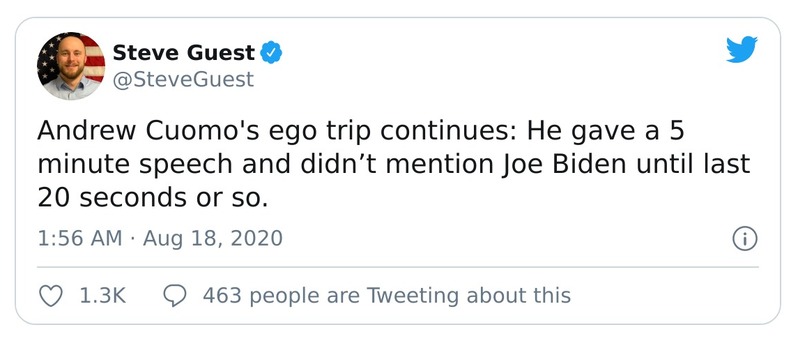 Steve Guest
@SteveGuest
Andrew Cuomo's ego trip continues: He gave a 5
minute speech and didn’t mention Joe Biden until last
20 seconds or so.
1:56 AM · Aug 18, 2020
1.3K 463 people are Tweeting about this